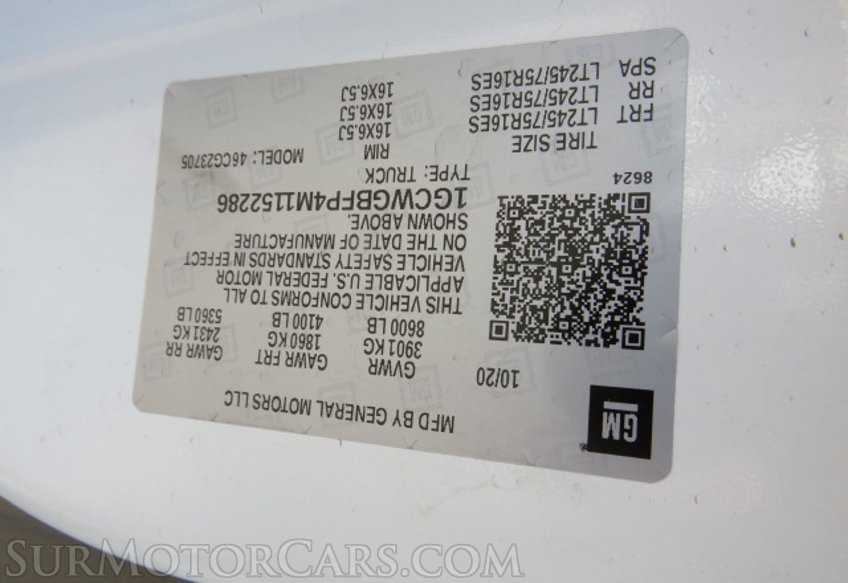 GM
MFD BY GENERAL MOTORS LLC
10/20
GVWR GAWR FRT GAWR RR
3901 KG 1860 KG 2431 KG
8600 LB 4100 LB 5360 LB
THIS VEHICLE CONFORMS TO ALL
APPLICABLE U.S. FEDERAL MOTOR
VEHICLE SAFETY STANDARDS IN EFFECT
ON THE DATE OF MANUFACTURE
SHOWN ABOVE.
1GCWGBFP4M1152286
8624 TYPE: TRUCK MODEL: 46CG23705
TIRE SIZE RIM
FRT LT245/75R16ES 16X6.5J
RR LT245/75R16ES 16X6.5J
SPA LT245/75R16ES 16X6.5J
SurMotorCars.com